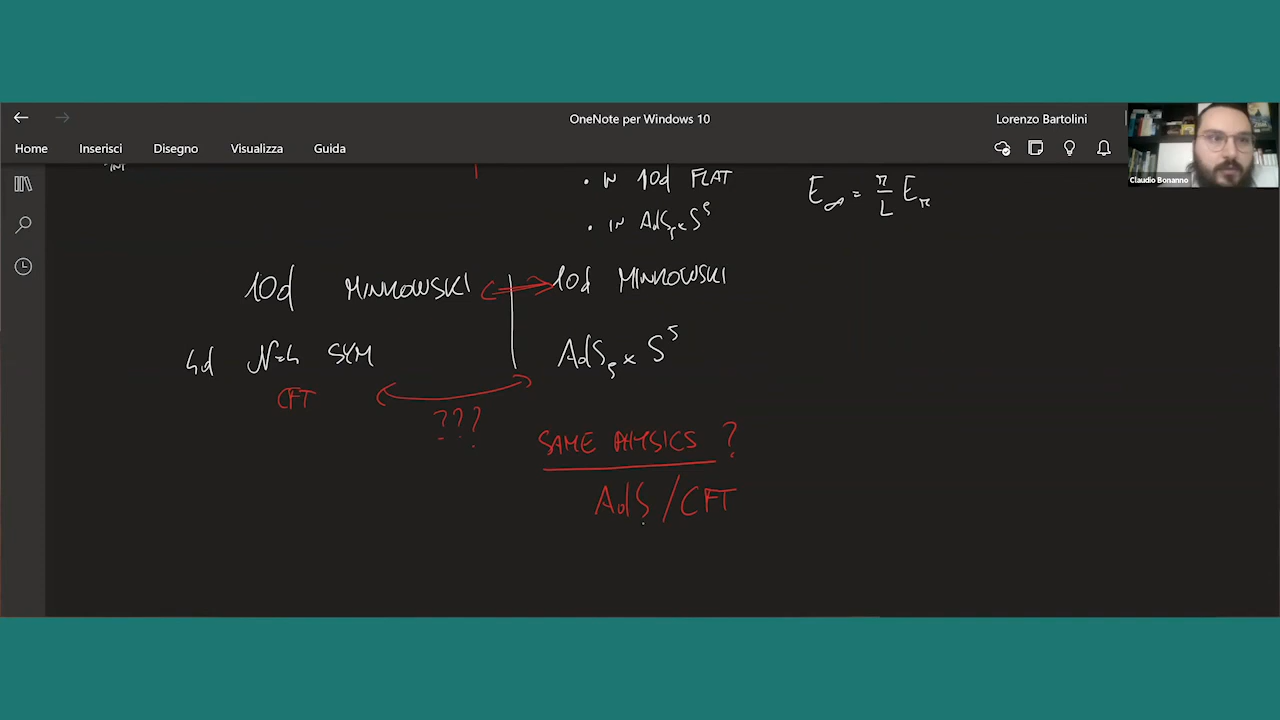 OneNote per Windows 10
Lorenzo Bartolini
Home Inserisci Disegno Visualizza Guida
Claudio Bonanno
• IN 10d FLAT
• IN AdS₅ x S⁵
E∞ = r/L Eᵣ
10d MINKOWSKI
10d MINKOWSKI
4d N=4 SYM
AdS₅ x S⁵
CFT
???
SAME PHYSICS ?
AdS/CFT